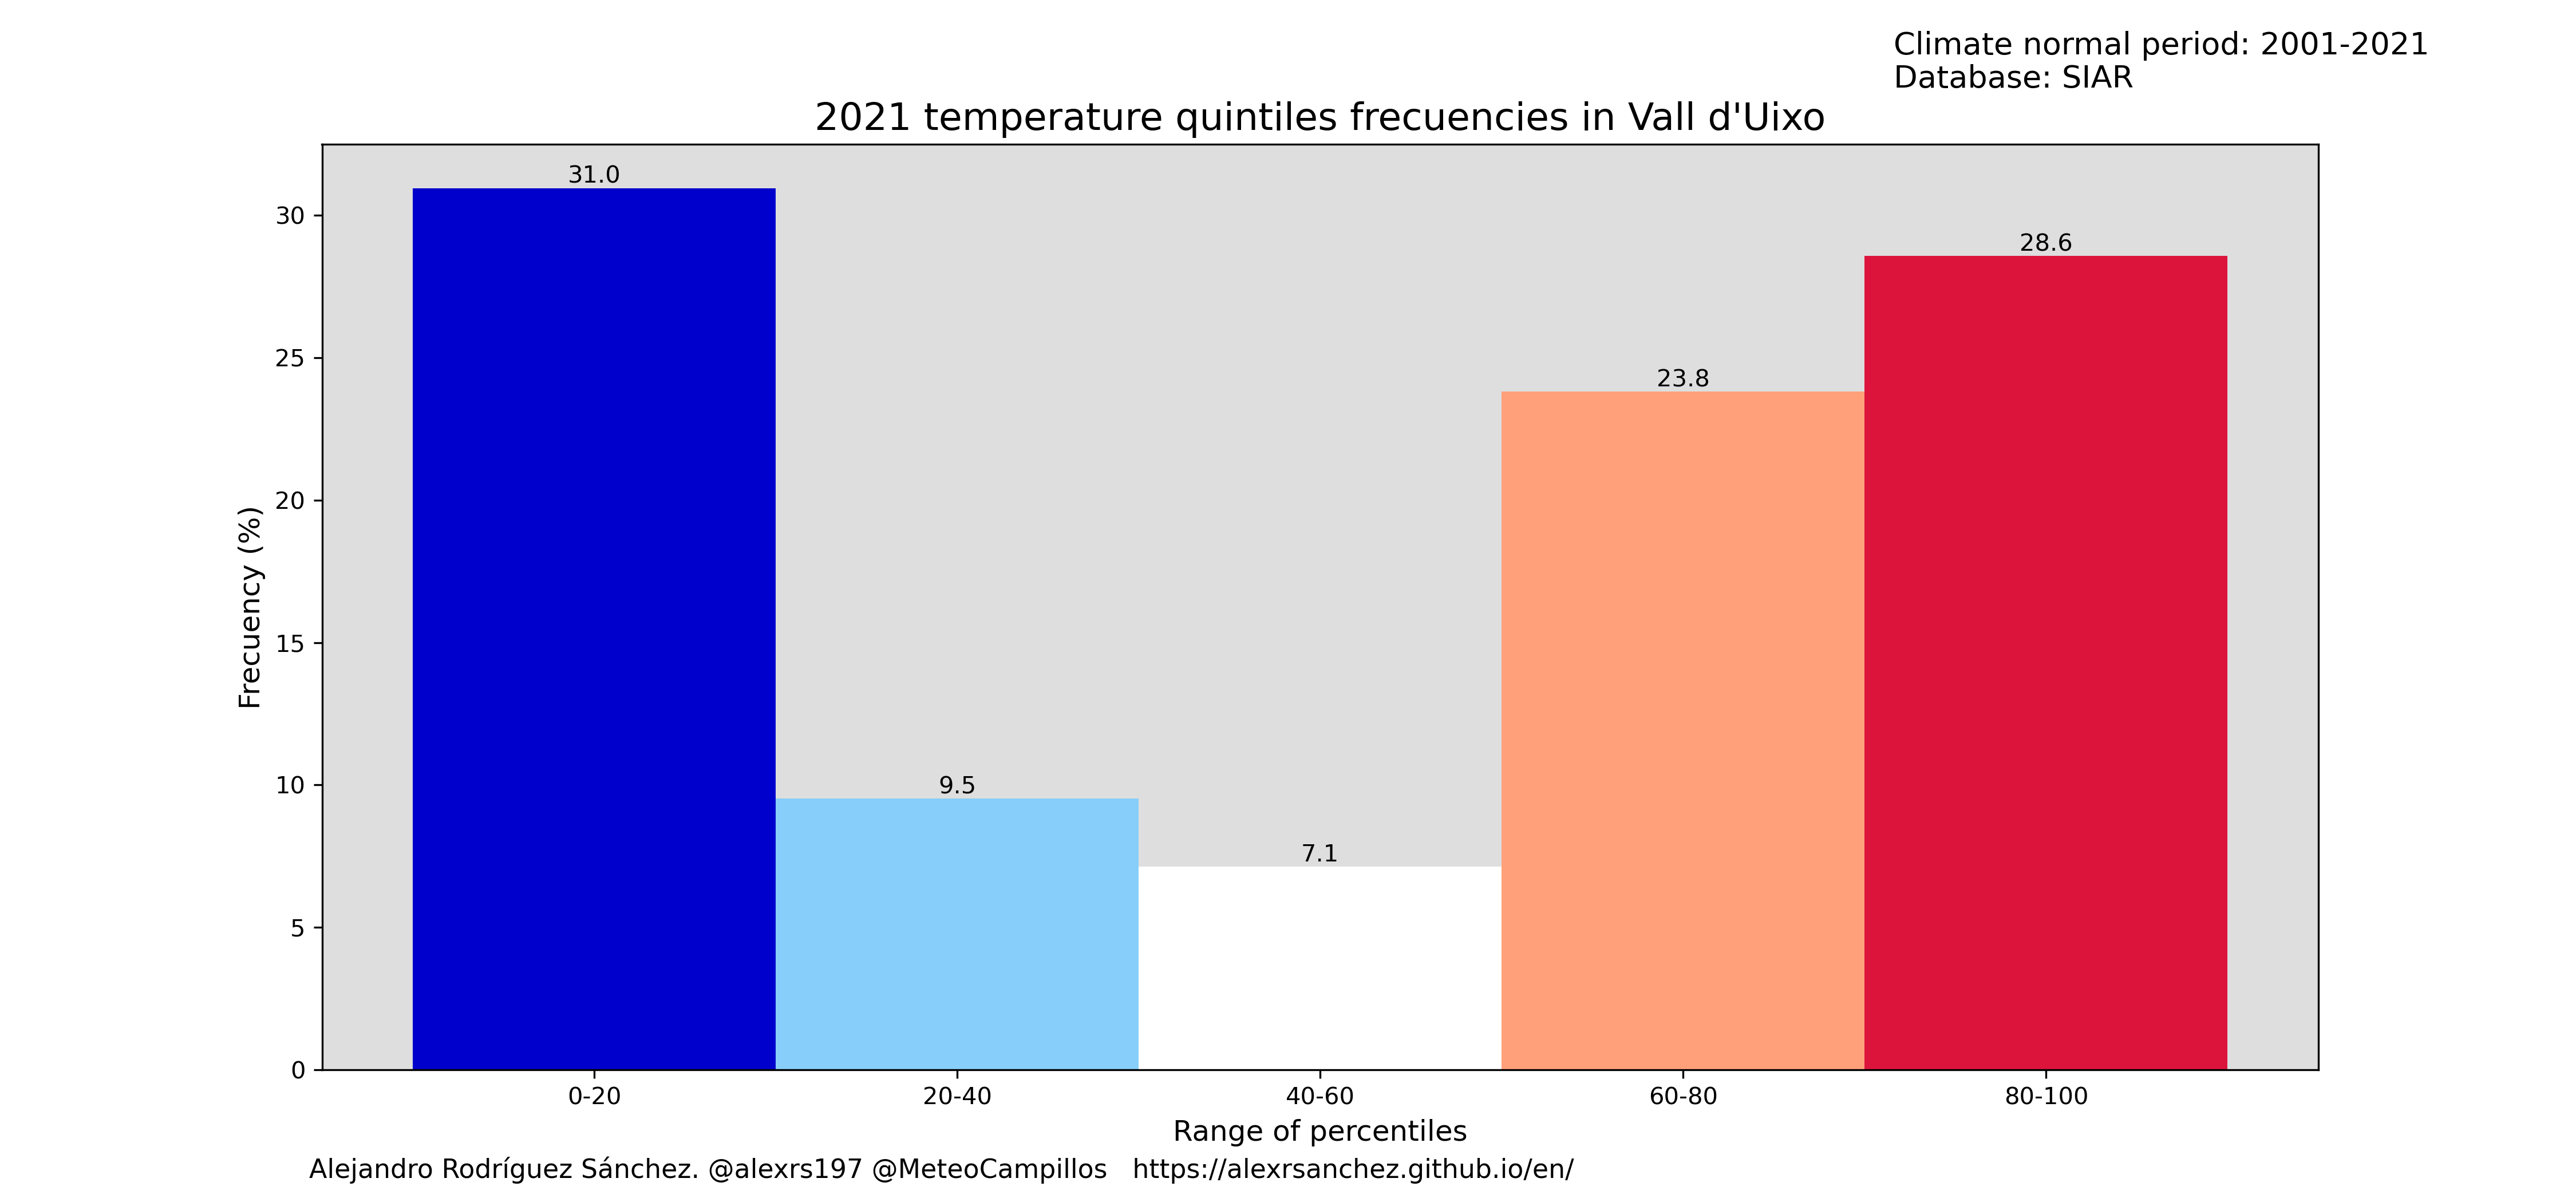 Climate normal period: 2001-2021
Database: SIAR
2021 temperature quintiles frecuencies in Vall d'Uixo
31.0
28.6
30
25
23.8
20
Frecuency (%)
15
10
9.5
7.1
5
0
0-20
20-40
40-60
60-80
80-100
Range of percentiles
Alejandro Rodríguez Sánchez. @alexrs197 @MeteoCampillos https://alexrsanchez.github.io/en/